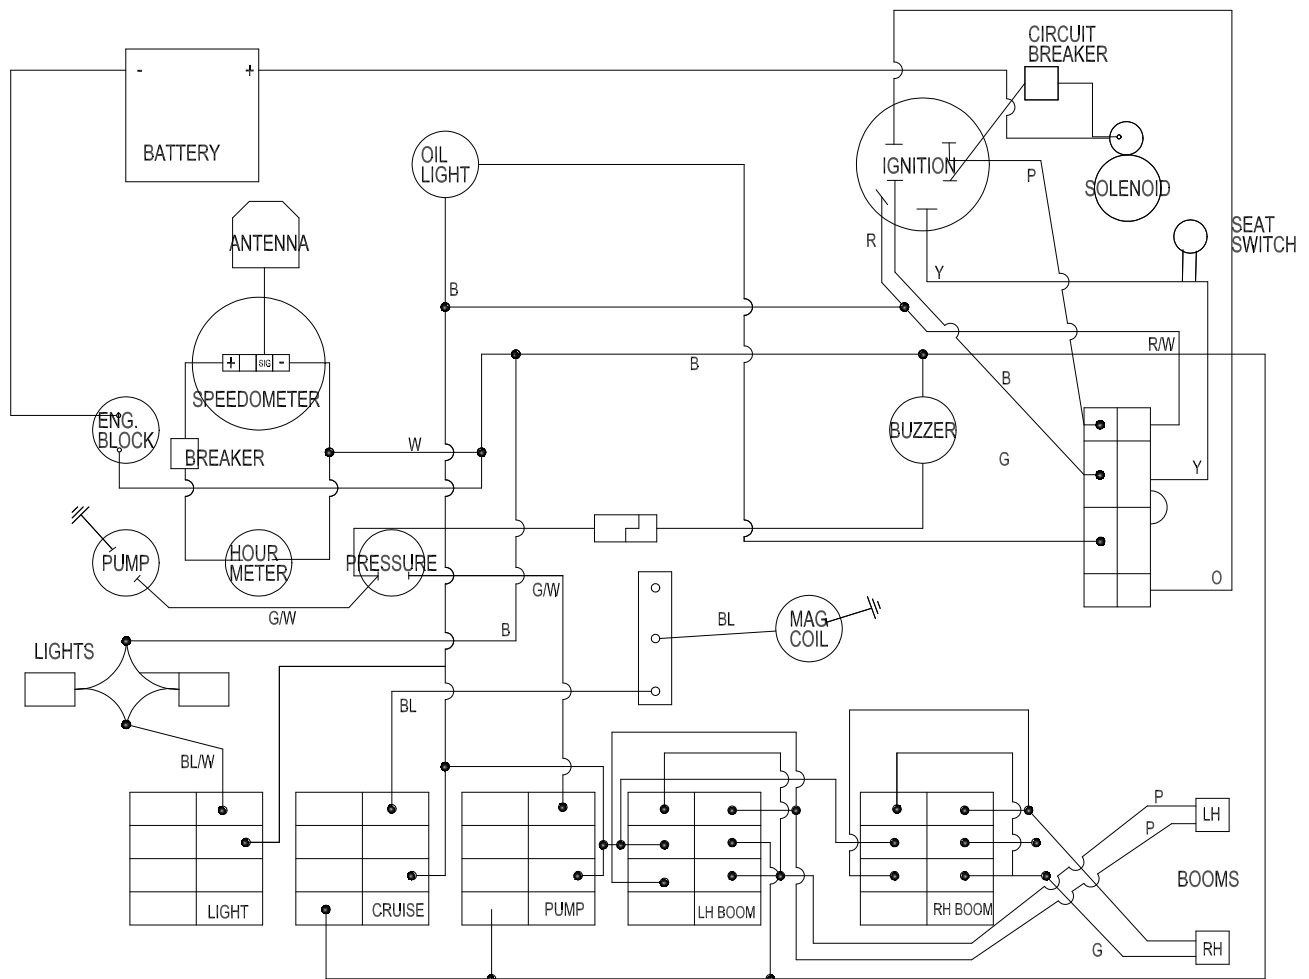 CIRCUIT
BREAKER
-
+
BATTERY
OIL
LIGHT
IGNITION
P
SOLENOID
ANTENNA
SEAT
SWITCH
R
Y
B
+
SIG
-
SPEEDOMETER
B
R/W
B
ENG.
BLOCK
BREAKER
W
BUZZER
G
Y
PUMP
HOUR
METER
PRESSURE
G/W
G/W
O
B
BL
MAG
COIL
LIGHTS
BL
BL/W
P
LH
P
BOOMS
LIGHT
CRUISE
PUMP
LH BOOM
RH BOOM
G
RH